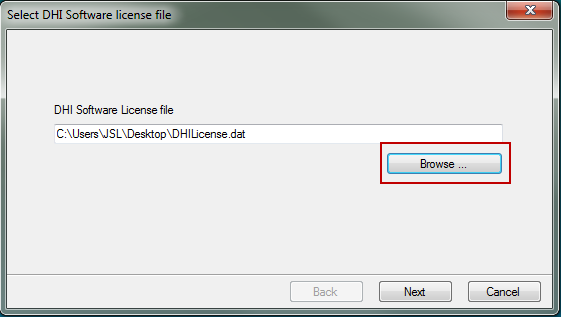 Select DHI Software license file
DHI Software License file
C:\Users\JSL\Desktop\DHILicense.dat
Browse ...
Back Next Cancel